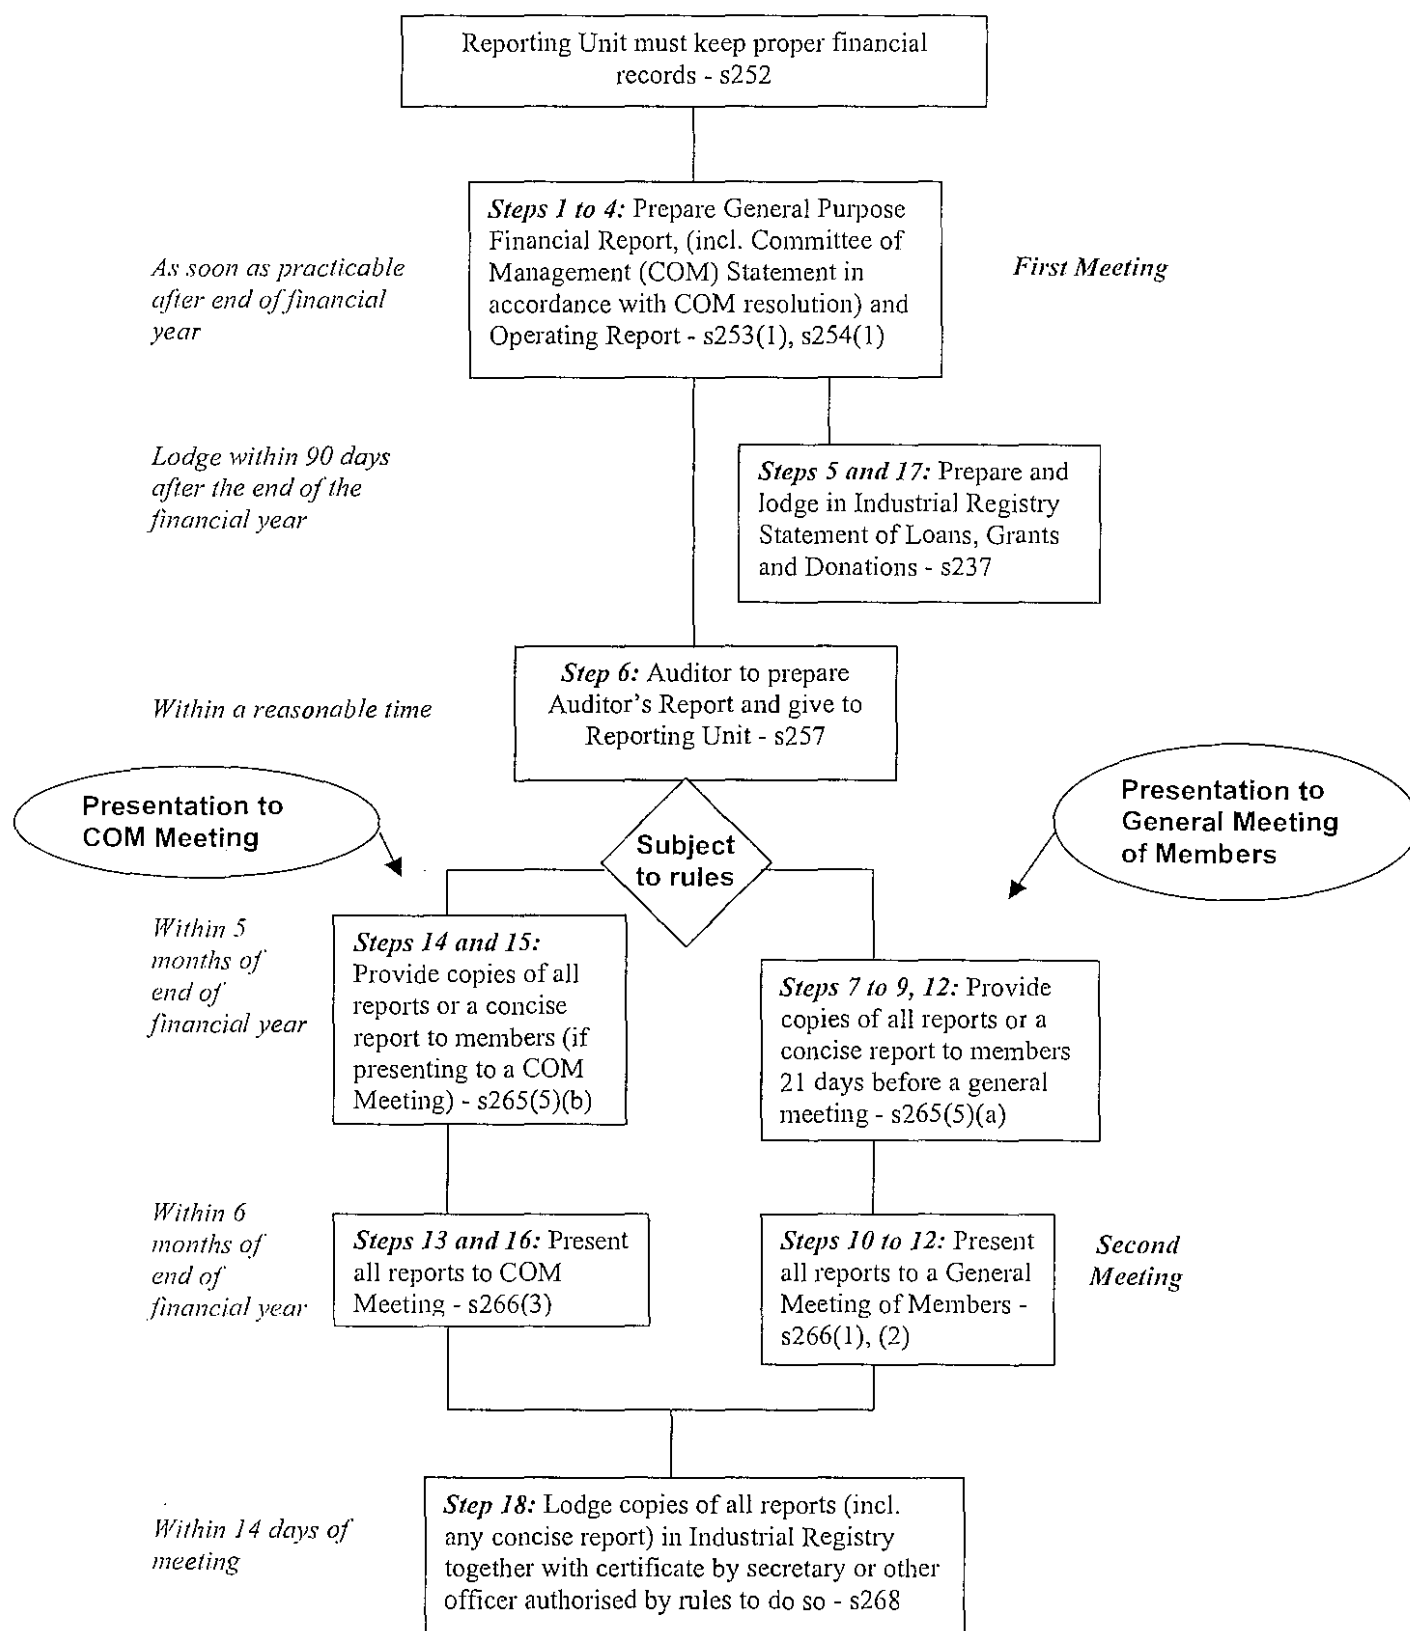 Reporting Unit must keep proper financial
records - s252
As soon as practicable
after end of financial
year
Steps 1 to 4: Prepare General Purpose
Financial Report, (incl. Committee of
Management (COM) Statement in
accordance with COM resolution) and
Operating Report - s253(1), s254(1)
First Meeting
Lodge within 90 days
after the end of the
financial year
Steps 5 and 17: Prepare and
lodge in Industrial Registry
Statement of Loans, Grants
and Donations - s237
Within a reasonable time
Step 6: Auditor to prepare
Auditor's Report and give to
Reporting Unit - s257
Presentation to
COM Meeting
Subject
to rules
Presentation to
General Meeting
of Members
Within 5
months of
end of
financial year
Steps 14 and 15:
Provide copies of all
reports or a concise
report to members (if
presenting to a COM
Meeting) - s265(5)(b)
Steps 7 to 9, 12: Provide
copies of all reports or a
concise report to members
21 days before a general
meeting - s265(5)(a)
Within 6
months of
end of
financial year
Steps 13 and 16: Present
all reports to COM
Meeting - s266(3)
Steps 10 to 12: Present
all reports to a General
Meeting of Members -
s266(1), (2)
Second
Meeting
Within 14 days of
meeting
Step 18: Lodge copies of all reports (incl.
any concise report) in Industrial Registry
together with certificate by secretary or other
officer authorised by rules to do so - s268